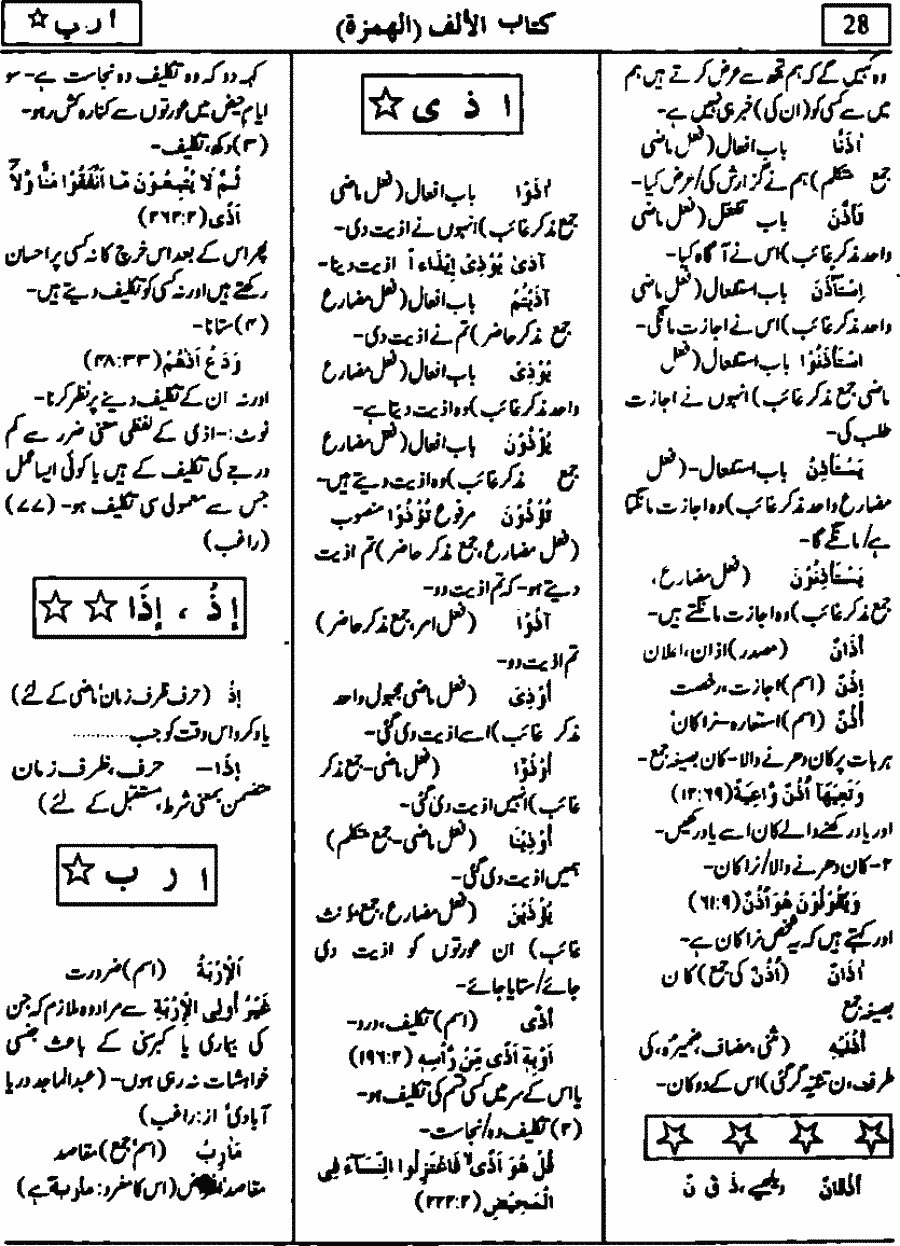 28
كتاب الألف (الهمزة)
أ ر ب ☆
وہ کہیں گے کہ ہم تجھ سے عرض کرتے ہیں ہم
میں سے کسی کو (ان کی) خبر ہی نہیں ہے۔
اٰذَنَّا باب افعال (فعل ماضی
جمع متکلم) ہم نے گزارش کی/عرض کیا۔
تَأَذَّنَ باب تفعّل (فعل ماضی
واحد مذکر غائب) اس نے آگاہ کیا۔
اِسْتَأْذَنَ باب استفعال (فعل ماضی
واحد مذکر غائب) اس نے اجازت مانگی۔
اسْتَأْذَنُوْا باب استفعال (فعل
ماضی جمع مذکر غائب) انہوں نے اجازت
طلب کی۔
يَسْتَأْذِنُ باب استفعال۔ (فعل
مضارع واحد مذکر غائب) وہ اجازت مانگتا
ہے/مانگے گا۔
يَسْتَأْذِنُوْنَ (فعل مضارع،
جمع مذکر غائب) وہ اجازت مانگتے ہیں۔
أَذَانٌ (مصدر) اذان، اعلان
إِذْنٌ (اسم) اجازت، رخصت
أُذُنٌ (اسم) استعارہ۔ نرا کان
ہر بات پر کان دھرنے والا۔ کان بصیغہ جمع۔
وَتَعِيَهَا أُذُنٌ وَّاعِيَةٌ (۱۲:۶۹)
اور یاد رکھنے والے کان اسے یاد رکھیں۔
۲۔ کان دھرنے والا/نرا کان
وَيَقُوْلُوْنَ هُوَ أُذُنٌ (۶۱:۹)
اور کہتے ہیں کہ یہ شخص نرا کان ہے۔
آذَانٌ (أُذُنٌ کی جمع) کان
بصیغہ جمع
أُذُنَيْهِ (مثنی، مضاف، ضمیر ہ، کی
طرف، ن تثنیہ گر گئی) اس کے دو کان۔
☆ ☆ ☆ ☆
دیکھیے، ذ ق ن
ا ذ ى ☆
اٰذَوْا باب افعال (فعل ماضی
جمع مذکر غائب) انہوں نے اذیت دی۔
آذىٰ يُؤْذِىْ إِيْذَاءً ا اذیت دینا۔
آذَيْتُمْ باب افعال (فعل مضارع
جمع مذکر حاضر) تم نے اذیت دی۔
يُؤْذِىْ باب افعال (فعل مضارع
واحد مذکر غائب) وہ اذیت دیتا ہے۔
يُؤْذُوْنَ باب افعال (فعل مضارع
جمع مذکر غائب) وہ اذیت دیتے ہیں۔
تُؤْذُوْنَ مرفوع تُؤْذُوْا منصوب
(فعل مضارع، جمع مذکر حاضر) تم اذیت
دیتے ہو۔ کہ تم اذیت دو۔
آذُوْا (فعل امر، جمع مذکر حاضر)
تم اذیت دو۔
أُوْذِىَ (فعل ماضی مجہول واحد
مذکر غائب) اسے اذیت دی گئی۔
أُوْذُوْا (فعل ماضی۔ جمع مذکر
غائب) انہیں اذیت دی گئی۔
أُوْذِيْنَا (فعل ماضی۔ جمع متکلم)
ہمیں اذیت دی گئی۔
يُؤْذَيْنَ (فعل مضارع، جمع مؤنث
غائب) ان عورتوں کو اذیت دی
جائے/ستایا جائے۔
أَذًى (اسم) تکلیف، درد۔
أَوْبِهٖ أَذًى مِّنْ رَّأْسِهٖ (۱۹۶:۲)
یا اس کے سر میں کسی قسم کی تکلیف ہو۔
(۲) تکلیف دہ/نجاست۔
قُلْ هُوَ أَذًى ۙ فَاعْتَزِلُوا النِّسَآءَ فِى
الْمَحِيْضِ (۲۲۲:۲)
کہہ دو کہ وہ تکلیف دہ نجاست ہے۔ سو
ایام حیض میں عورتوں سے کنارہ کش رہو۔
(۳) دکھ، تکلیف۔
ثُمَّ لَا يُتْبِعُوْنَ مَا أَنْفَقُوْا مَنًّا وَّلَآ
أَذًى (۲۶۲:۲)
پھر اس کے بعد اس خرچ کا نہ کسی پر احسان
رکھتے ہیں اور نہ کسی کو تکلیف دیتے ہیں۔
(۴) ستانا۔
وَدَعْ أَذٰهُمْ (۴۸:۳۳)
اور نہ ان کے تکلیف دینے پر نظر کرنا۔
نوٹ:۔ اذی کے لفظی معنی ضرر سے کم
درجے کی تکلیف کے ہیں یا کوئی ایسا عمل
جس سے معمولی سی تکلیف ہو۔ (۷۷)
(راغب)
إِذْ ، إِذَا ☆ ☆
إِذْ (حرف ظرف زمان، ماضی کے لئے)
یاد کرو اس وقت کو جب............
إِذَا— حرف، ظرف زمان
متضمن بمعنی شرط، مستقبل کے لئے)
ا ر ب ☆
اَلْإِرْبَةُ (اسم) ضرورت
غَيْرِ أُولِى الْإِرْبَةِ سے مراد وہ ملازم کہ جن
کی بیماری یا کبر سنی کے باعث جنسی
خواہشات نہ رہی ہوں۔ (عبدالماجد دریا
آبادی از: راغب)
مَآرِبُ (اسم جمع) مقاصد
مقاصد (اس کا مفرد: ماربۃ ہے)